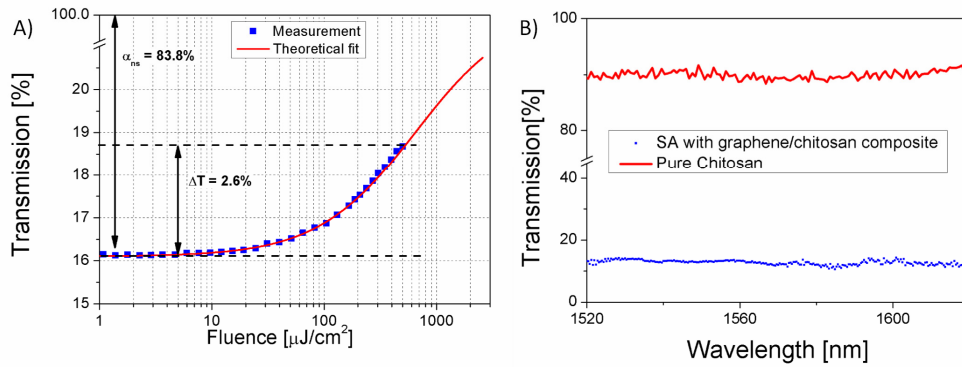 A)
Transmission [%]
100.0
20
19
18
17
16
15
α_ns = 83.8%
ΔT = 2.6%
Measurement
Theoretical fit
1 10 100 1000
Fluence [μJ/cm²]
B)
Transmission[%]
100
90
80
40
20
0
SA with graphene/chitosan composite
Pure Chitosan
1520 1560 1600
Wavelength [nm]